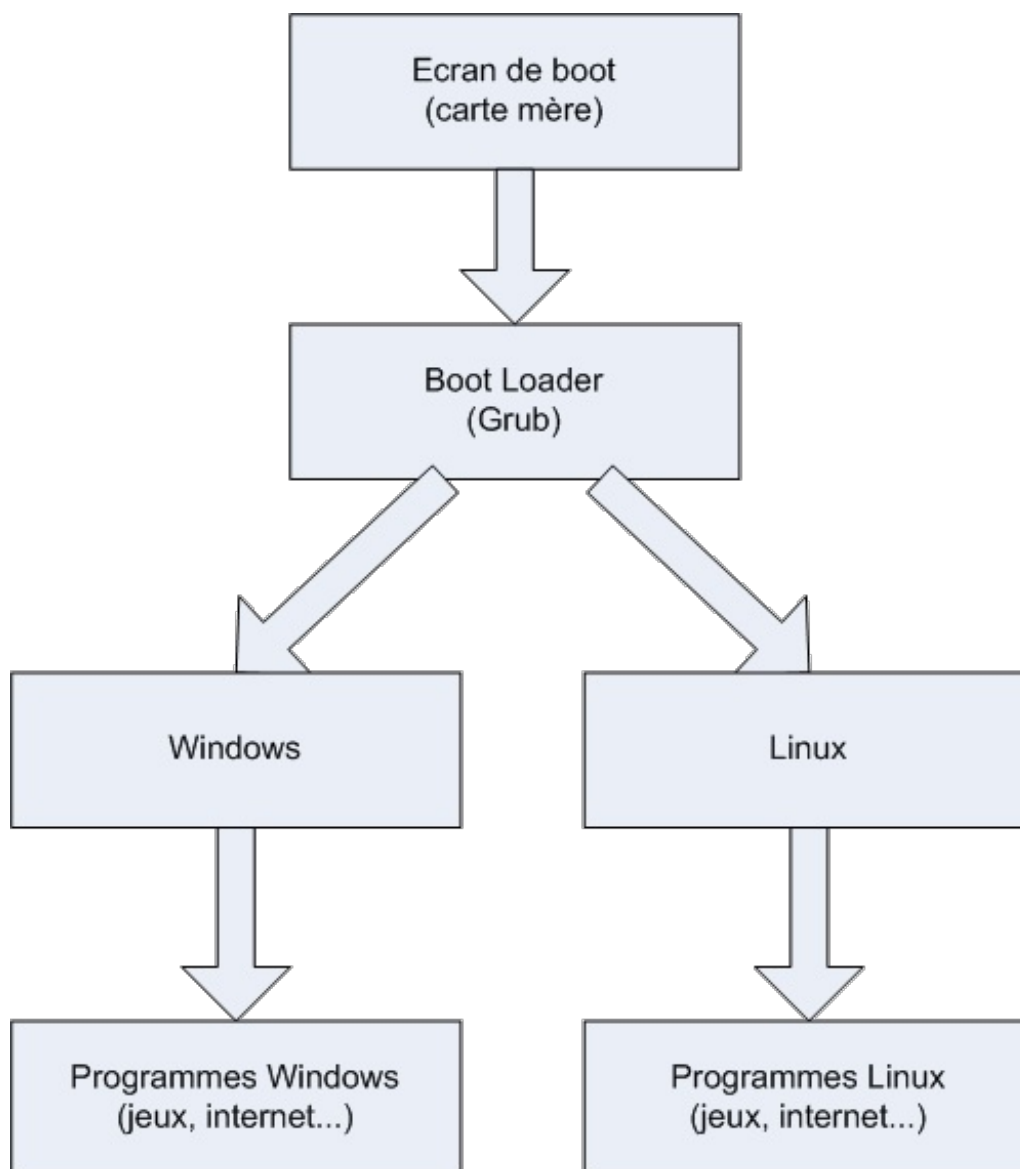 Ecran de boot
(carte mère)
Boot Loader
(Grub)
Windows
Linux
Programmes Windows
(jeux, internet...)
Programmes Linux
(jeux, internet...)